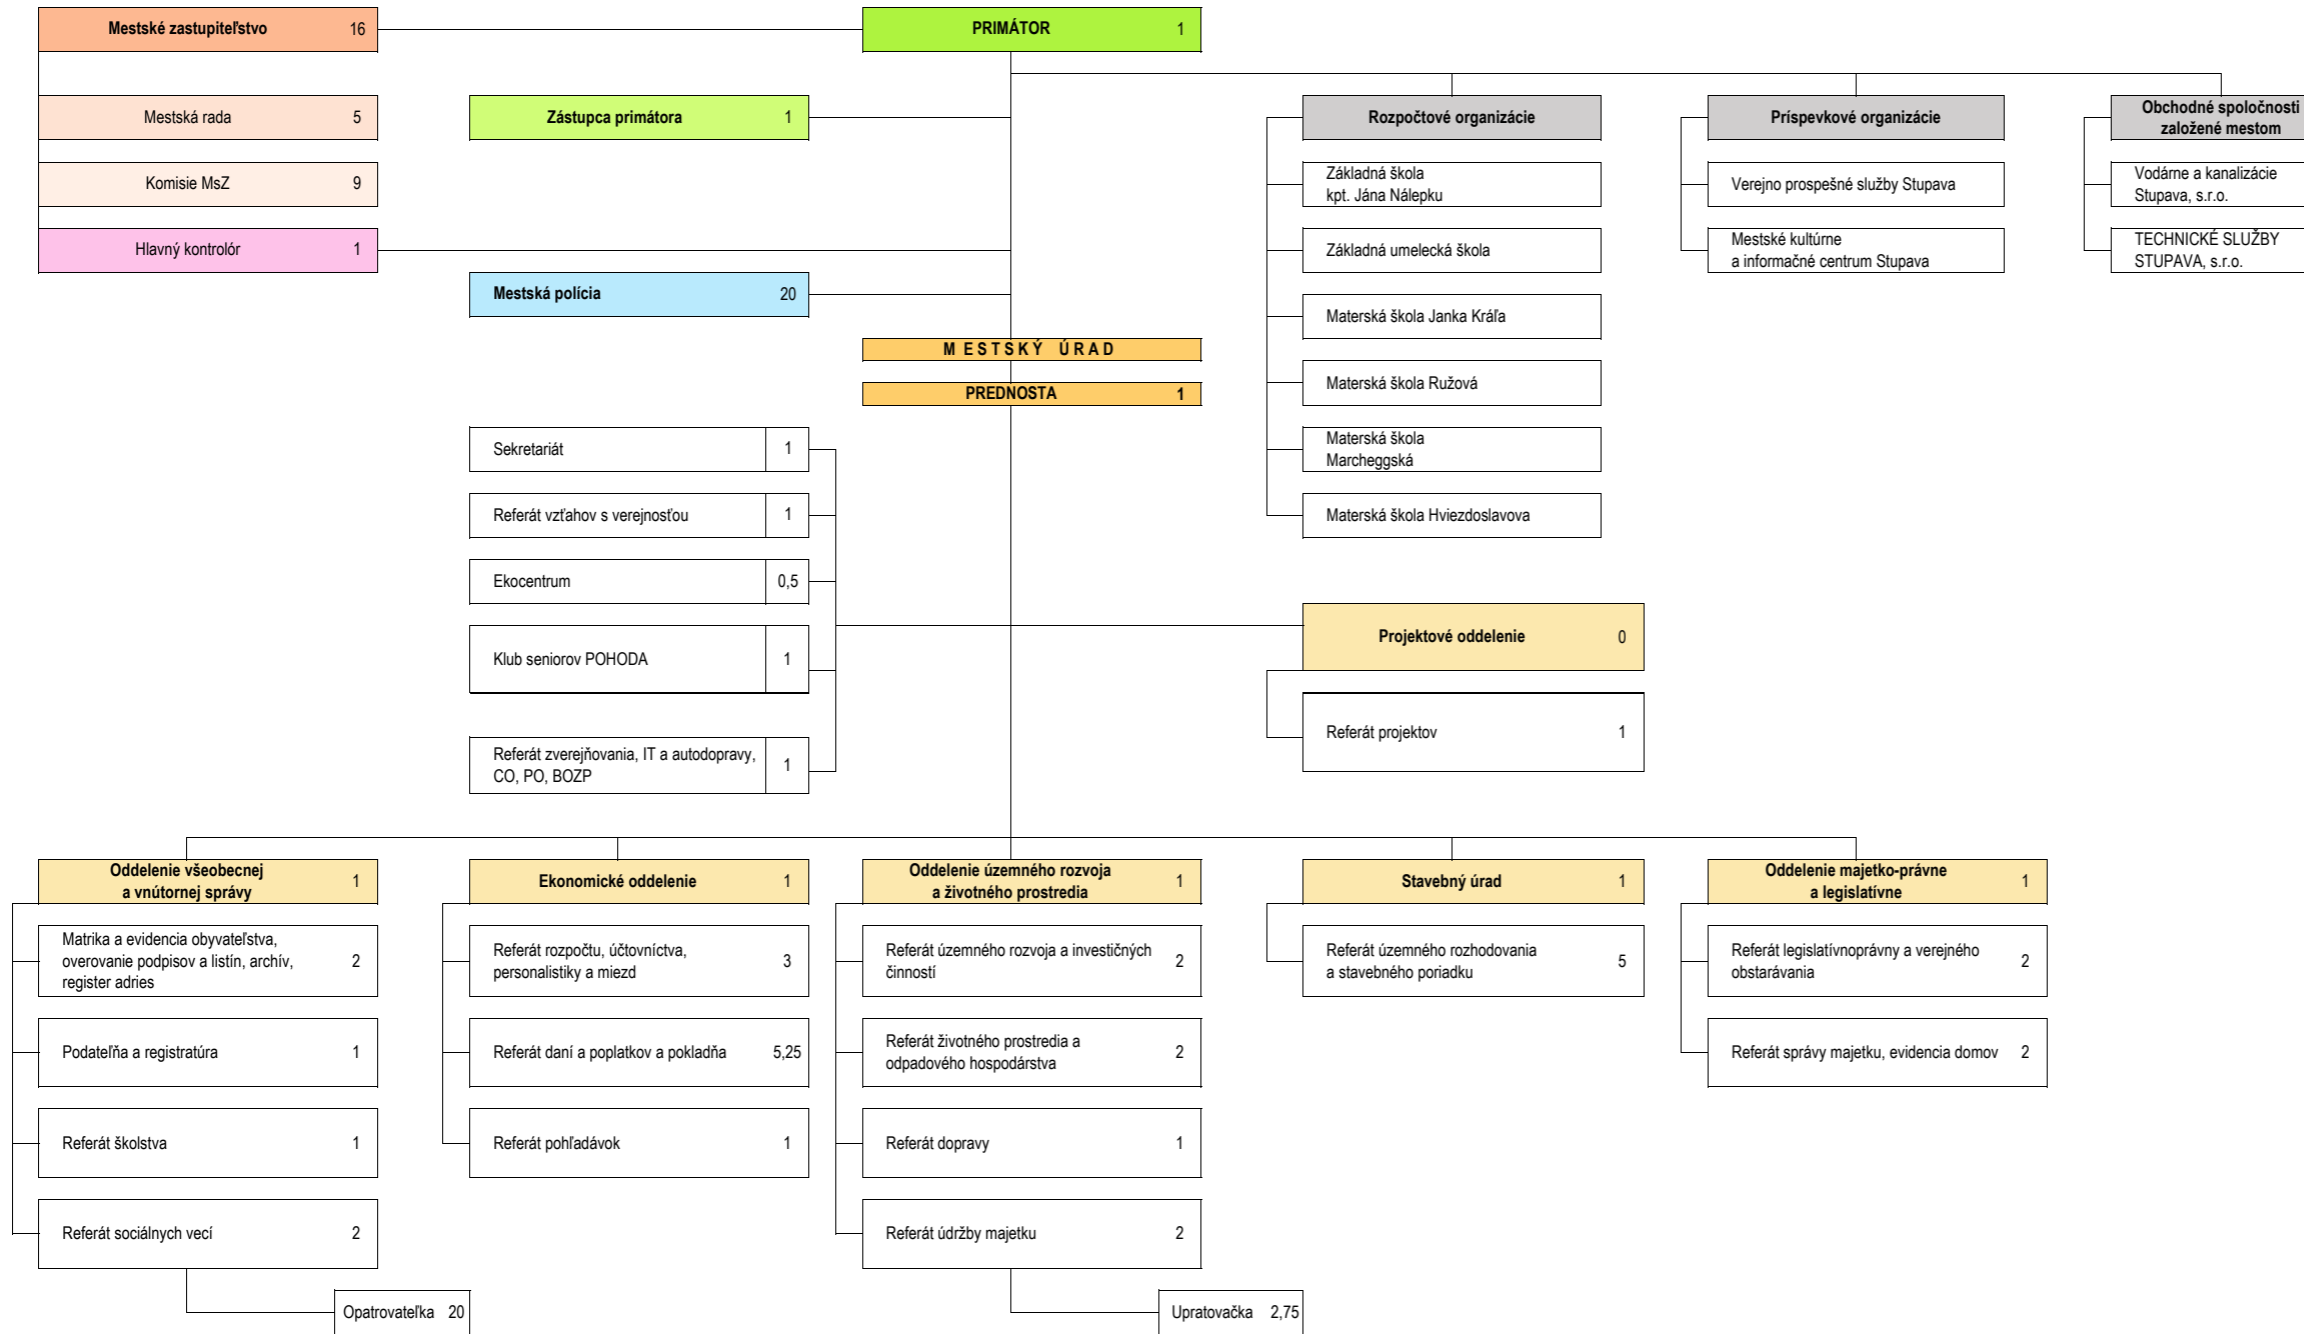 Mestské zastupiteľstvo 16
PRIMÁTOR 1
Mestská rada 5
Zástupca primátora 1
Rozpočtové organizácie
Príspevkové organizácie
Obchodné spoločnosti
založené mestom
Komisie MsZ 9
Základná škola
kpt. Jána Nálepku
Verejno prospešné služby Stupava
Vodárne a kanalizácie
Stupava, s.r.o.
Hlavný kontrolór 1
Základná umelecká škola
Mestské kultúrne
a informačné centrum Stupava
TECHNICKÉ SLUŽBY
STUPAVA, s.r.o.
Mestská polícia 20
Materská škola Janka Kráľa
MESTSKÝ ÚRAD
PREDNOSTA 1
Materská škola Ružová
Sekretariát 1
Materská škola
Marcheggská
Referát vzťahov s verejnosťou 1
Materská škola Hviezdoslavova
Ekocentrum 0,5
Klub seniorov POHODA 1
Projektové oddelenie 0
Referát projektov 1
Referát zverejňovania, IT a autodopravy,
CO, PO, BOZP 1
Oddelenie všeobecnej
a vnútornej správy 1
Ekonomické oddelenie 1
Oddelenie územného rozvoja
a životného prostredia 1
Stavebný úrad 1
Oddelenie majetko-právne
a legislatívne 1
Matrika a evidencia obyvateľstva,
overovanie podpisov a listín, archív, 2
register adries
Referát rozpočtu, účtovníctva,
personalistiky a miezd 3
Referát územného rozvoja a investičných
činností 2
Referát územného rozhodovania
a stavebného poriadku 5
Referát legislatívnoprávny a verejného
obstarávania 2
Podateľňa a registratúra 1
Referát daní a poplatkov a pokladňa 5,25
Referát životného prostredia a
odpadového hospodárstva 2
Referát správy majetku, evidencia domov 2
Referát školstva 1
Referát pohľadávok 1
Referát dopravy 1
Referát sociálnych vecí 2
Referát údržby majetku 2
Opatrovateľka 20
Upratovačka 2,75